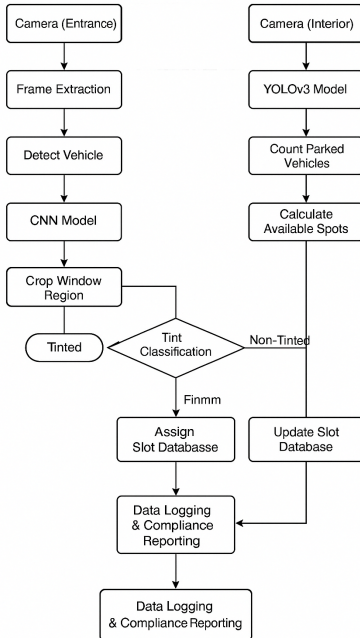 Camera (Entrance)
Camera (Interior)
Frame Extraction
YOLOv3 Model
Detect Vehicle
Count Parked
Vehicles
CNN Model
Calculate
Available Spots
Crop Window
Region
Tinted
Tint
Classification
Non-Tinted
Finmm
Assign
Slot Databasse
Update Slot
Database
Data Logging
& Compliance
Reporting
Data Logging
& Compliance Reporting